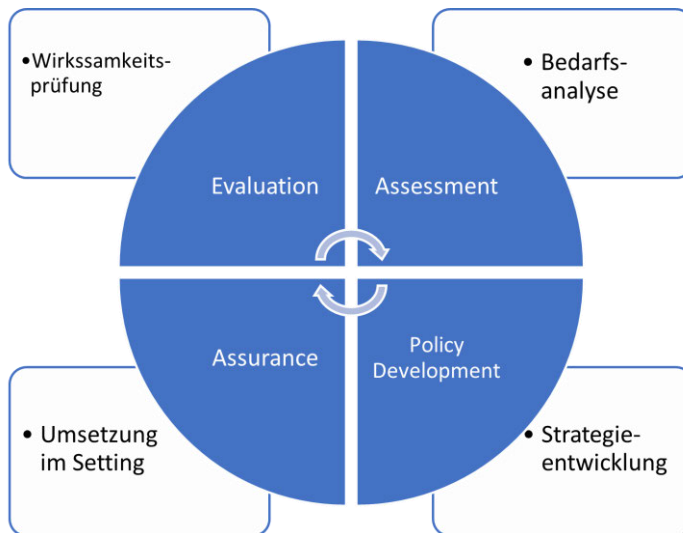 •Wirkssamkeits-
prüfung
• Bedarfs-
analyse
Evaluation
Assessment
Assurance
Policy
Development
• Umsetzung
im Setting
• Strategie-
entwicklung